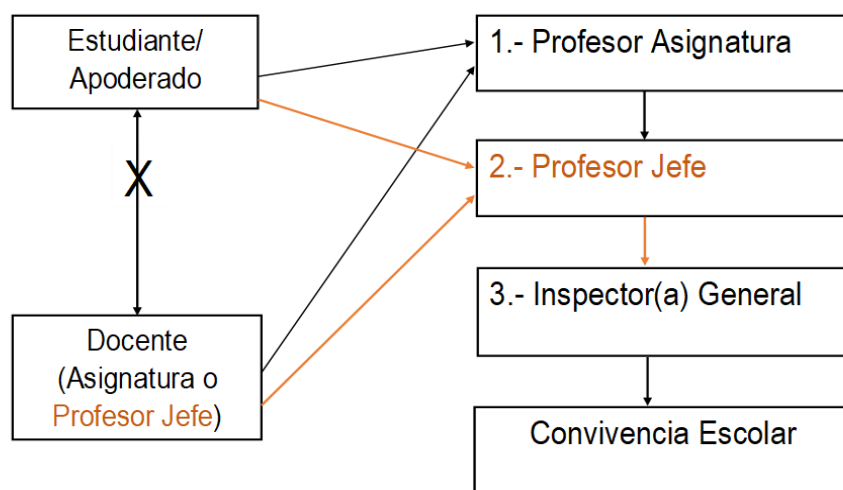 Estudiante/
Apoderado
X
Docente
(Asignatura o
Profesor Jefe)
1.- Profesor Asignatura
2.- Profesor Jefe
3.- Inspector(a) General
Convivencia Escolar